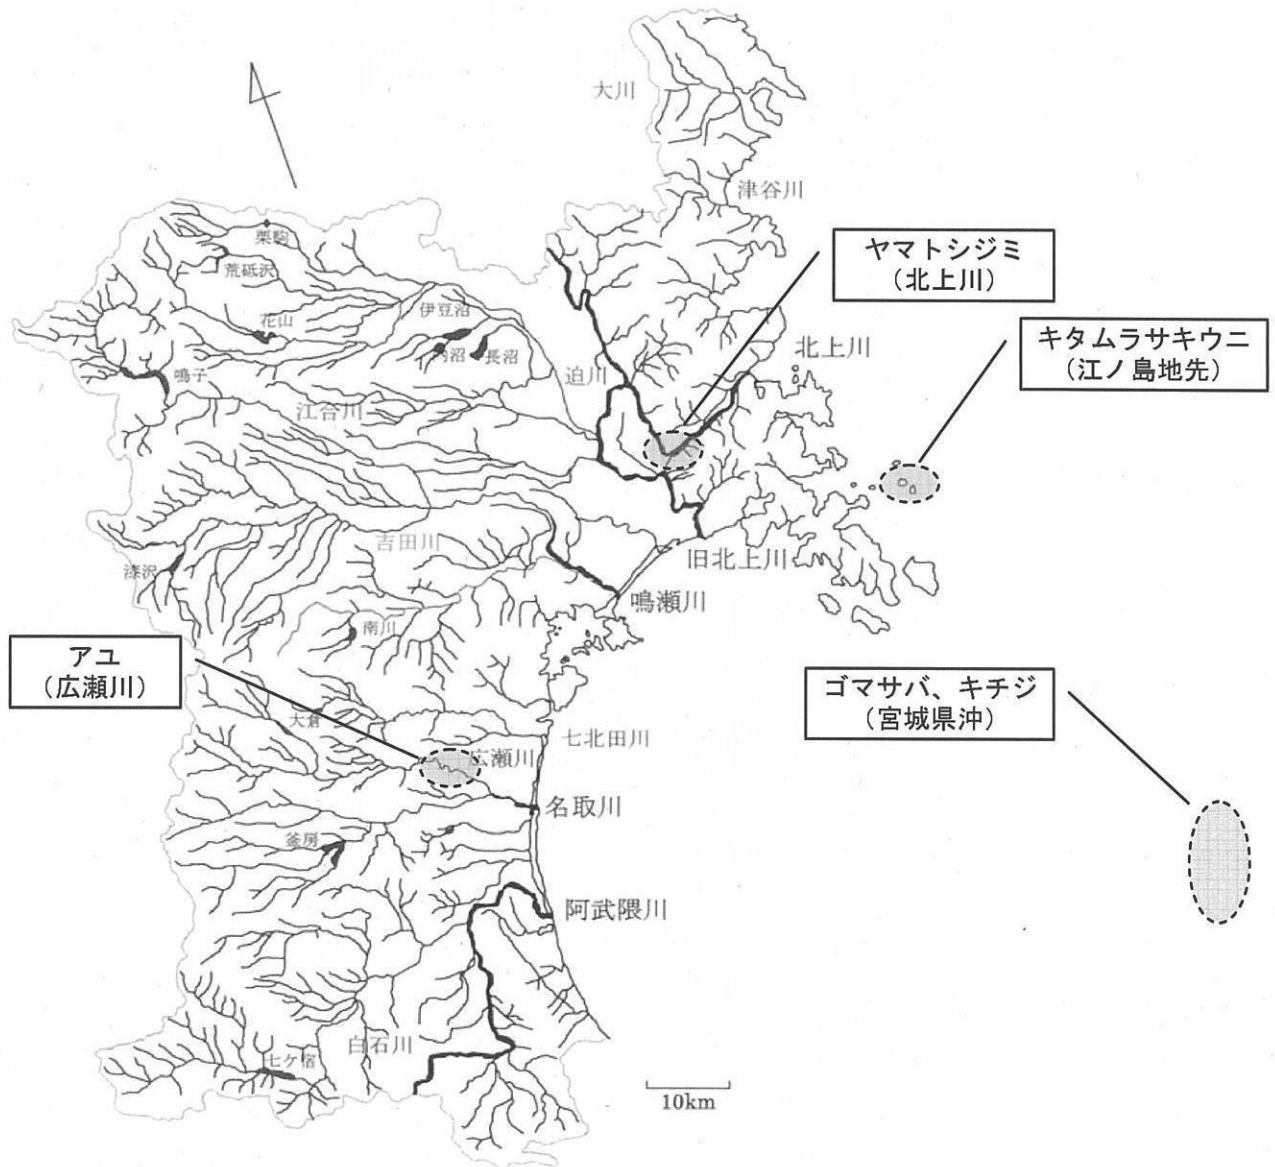 大川
津谷川
ヤマトシジミ
（北上川）
栗駒
荒砥沢
伊豆沼
花山
内沼
長沼
北上川
キタムラサキウニ
（江ノ島地先）
迫川
鳴子
江合川
吉田川
旧北上川
漆沢
鳴瀬川
南川
アユ
（広瀬川）
ゴマサバ、キチジ
（宮城県沖）
大倉
七北田川
広瀬川
名取川
釜房
阿武隈川
白石川
七ケ宿
10km